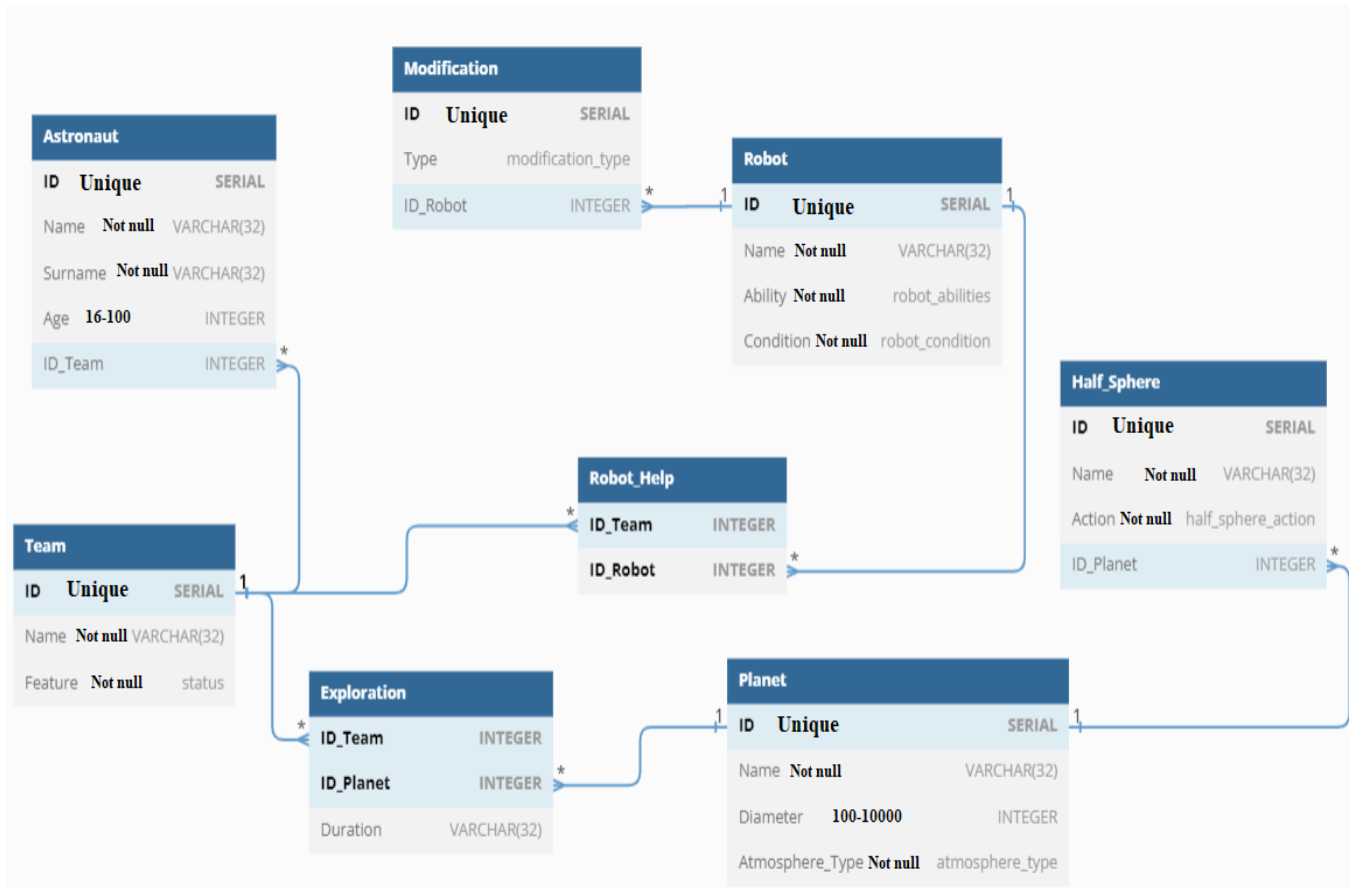 Modification
ID Unique SERIAL
Type modification_type
ID_Robot INTEGER
* 1
Astronaut
ID Unique SERIAL
Name Not null VARCHAR(32)
Surname Not null VARCHAR(32)
Age 16-100 INTEGER
ID_Team INTEGER
*
Robot
ID Unique SERIAL
Name Not null VARCHAR(32)
Ability Not null robot_abilities
Condition Not null robot_condition
1
Half_Sphere
ID Unique SERIAL
Name Not null VARCHAR(32)
Action Not null half_sphere_action
ID_Planet INTEGER
*
Robot_Help
* ID_Team INTEGER
ID_Robot INTEGER *
Team
ID Unique SERIAL
Name Not null VARCHAR(32)
Feature Not null status
1
Exploration
* ID_Team INTEGER
ID_Planet INTEGER *
Duration VARCHAR(32)
Planet
1 ID Unique SERIAL 1
Name Not null VARCHAR(32)
Diameter 100-10000 INTEGER
Atmosphere_Type Not null atmosphere_type